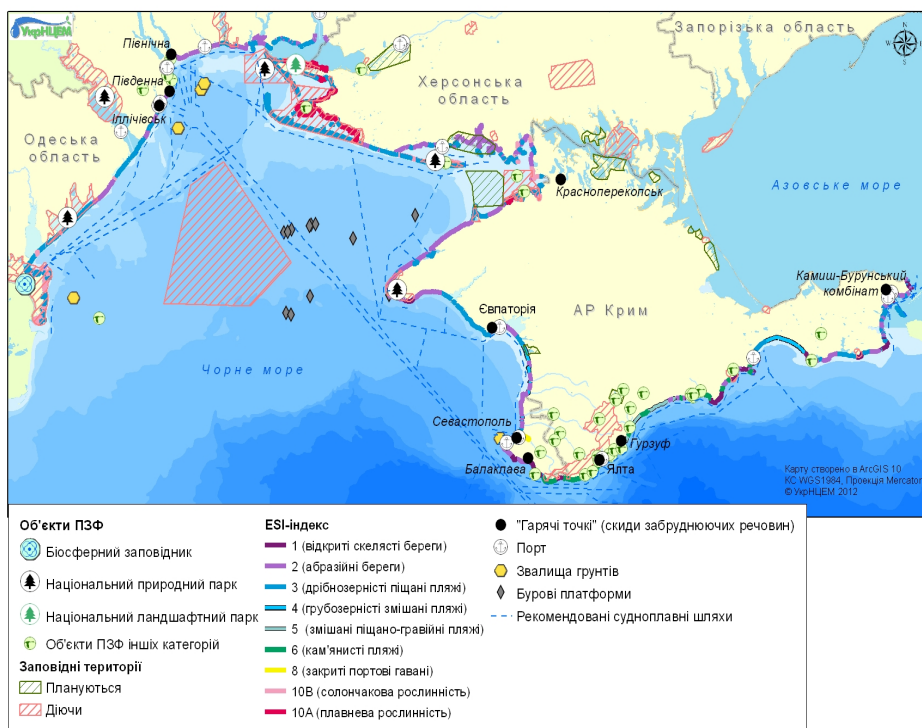 УкрНЦЕМ
Північна
Південна
Іллічівськ
Одеська
область
Запорізька область
Херсонська
область
Красноперекопськ
Азовське море
Камиш-Бурунський
комбінат
Євпаторія
АР Крим
Чорне море
Севастополь
Балаклава
Гурзуф
Ялта
Карту створено в ArcGIS 10
КС WGS1984, Проекція Mercator
© УкрНЦЕМ 2012
Об'єкти ПЗФ
Біосферний заповідник
Національний природний парк
Національний ландшафтний парк
Об'єкти ПЗФ інших категорій
Заповідні території
Плануються
Діючи
ESI-індекс
1 (відкриті скелясті береги)
2 (абразійні береги)
3 (дрібнозерністі піщані пляжі)
4 (грубозерністі змішані пляжі)
5 (змішані піщано-гравійні пляжі)
6 (кам'янисті пляжі)
8 (закриті портові гавані)
10B (солончакова рослинність)
10A (плавнева рослинність)
"Гарячі точкі" (скиди забруднюючих речовин)
Порт
Звалища грунтів
Бурові платформи
Рекомендовані судноплавні шляхи